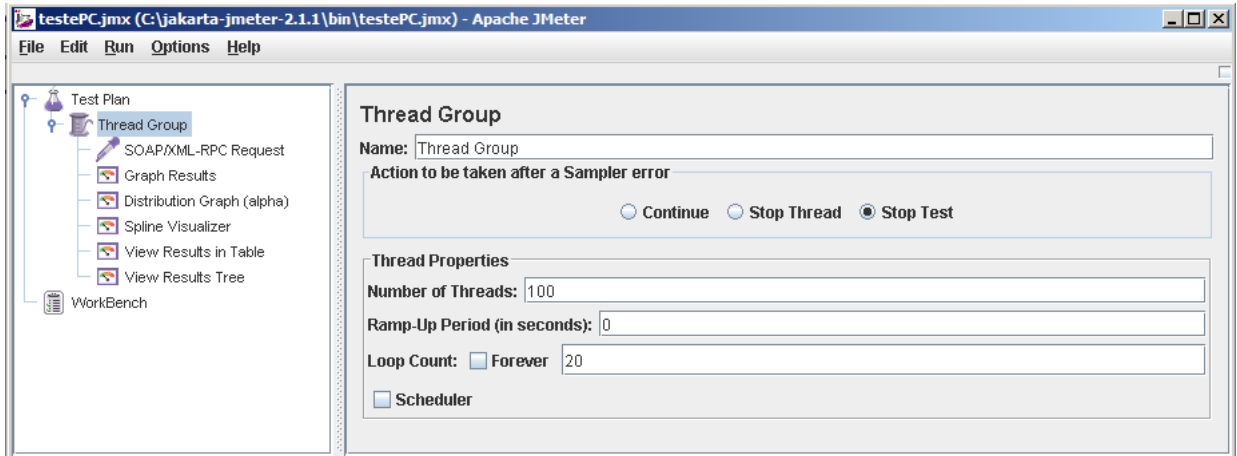 testePC.jmx (C:\jakarta-jmeter-2.1.1\bin\testePC.jmx) - Apache JMeter
File Edit Run Options Help
Test Plan
Thread Group
SOAP/XML-RPC Request
Graph Results
Distribution Graph (alpha)
Spline Visualizer
View Results in Table
View Results Tree
WorkBench
Thread Group
Name: Thread Group
Action to be taken after a Sampler error
Continue Stop Thread Stop Test
Thread Properties
Number of Threads: 100
Ramp-Up Period (in seconds): 0
Loop Count: Forever 20
Scheduler